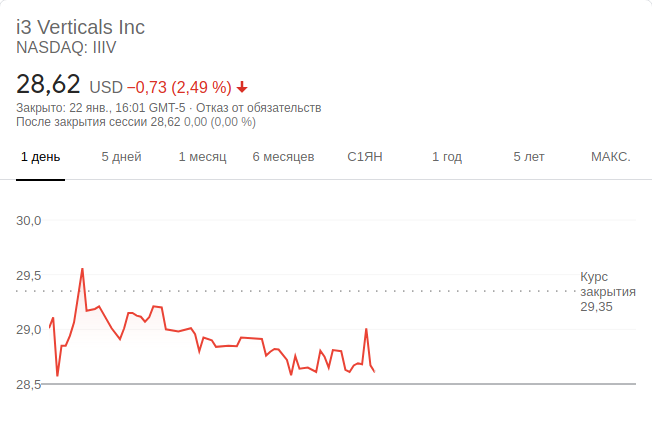 i3 Verticals Inc
NASDAQ: IIIV
28,62 USD −0,73 (2,49 %)
Закрыто: 22 янв., 16:01 GMT-5 · Отказ от обязательств
После закрытия сессии 28,62 0,00 (0,00 %)
1 день 5 дней 1 месяц 6 месяцев С1ЯН 1 год 5 лет МАКС.
30,0
29,5
Курс
закрытия
29,35
29,0
28,5